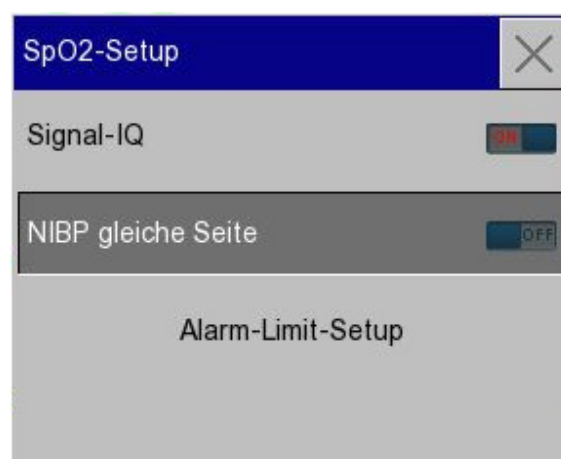 SpO2-Setup
Signal-IQ
ON
NIBP gleiche Seite
OFF
Alarm-Limit-Setup